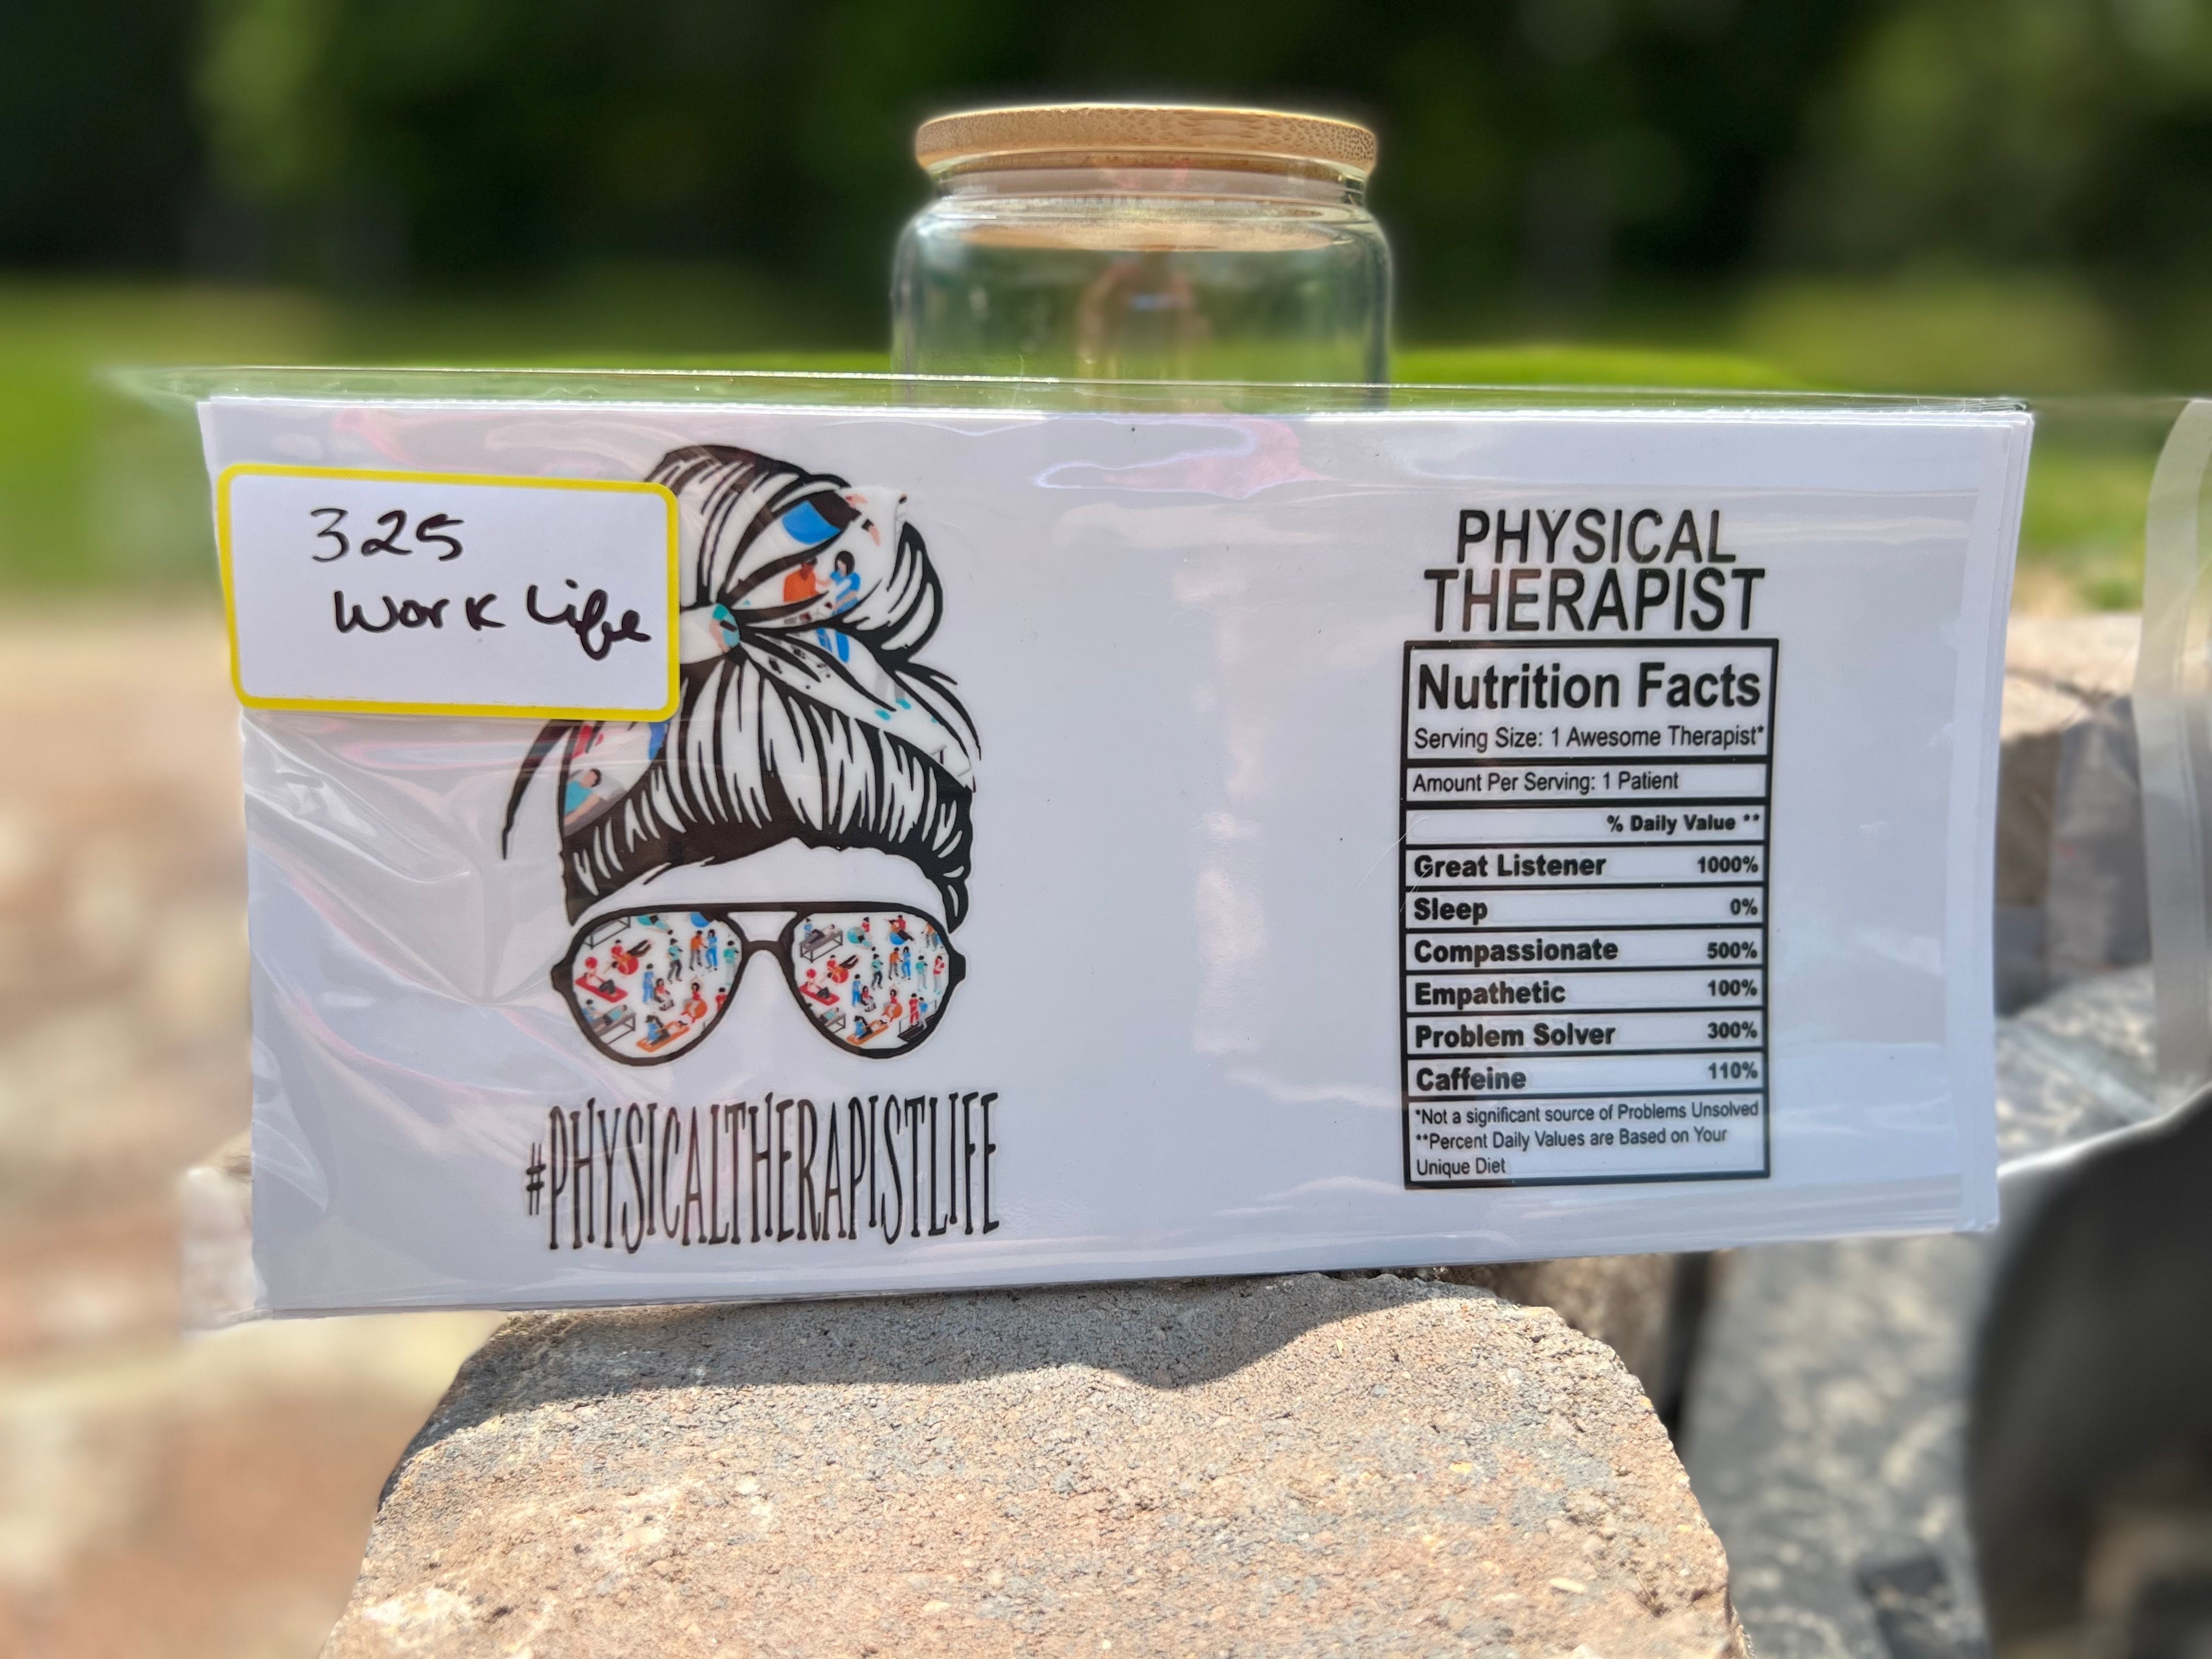 325
Work Life
#PHYSICALTHERAPISTLIFE
PHYSICAL
THERAPIST
Nutrition Facts
Serving Size: 1 Awesome Therapist*
Amount Per Serving: 1 Patient
% Daily Value **
Great Listener 1000%
Sleep 0%
Compassionate 500%
Empathetic 100%
Problem Solver 300%
Caffeine 110%
*Not a significant source of Problems Unsolved
**Percent Daily Values are Based on Your
Unique Diet